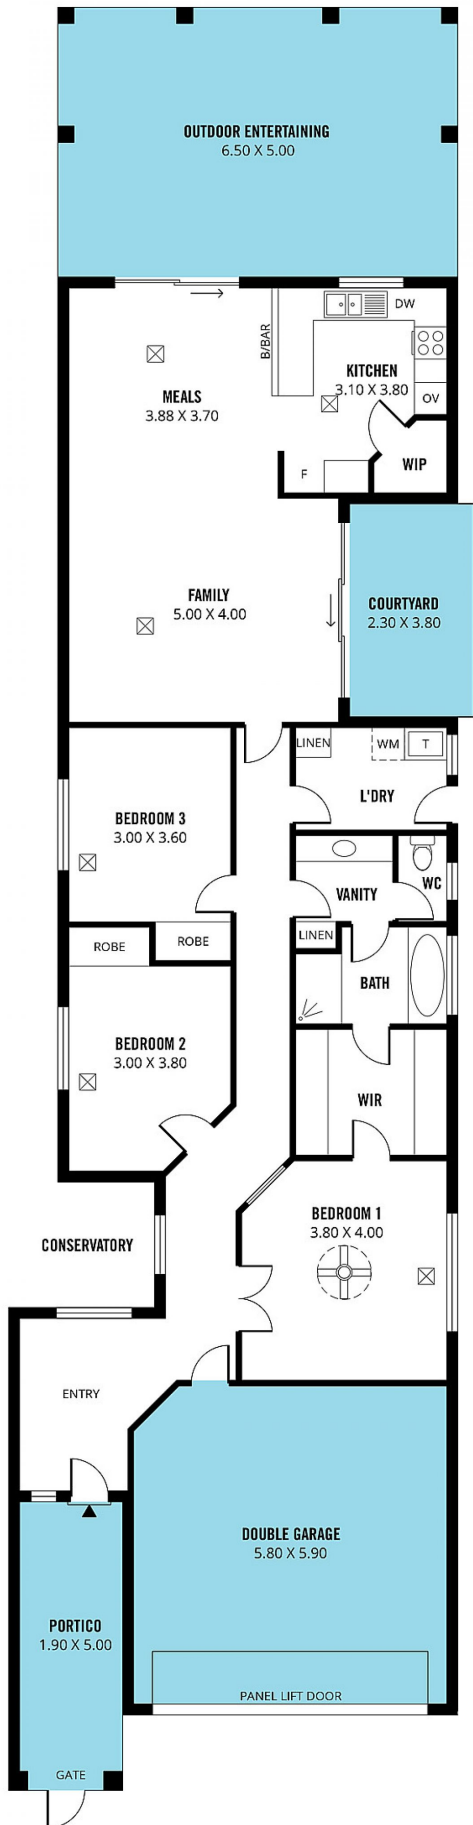 OUTDOOR ENTERTAINING
6.50 X 5.00
B/BAR
DW
KITCHEN
3.10 X 3.80
OV
MEALS
3.88 X 3.70
WIP
F
FAMILY
5.00 X 4.00
COURTYARD
2.30 X 3.80
LINEN
WM
T
L'DRY
BEDROOM 3
3.00 X 3.60
WC
VANITY
ROBE
ROBE
LINEN
BATH
BEDROOM 2
3.00 X 3.80
WIR
BEDROOM 1
3.80 X 4.00
CONSERVATORY
ENTRY
DOUBLE GARAGE
5.80 X 5.90
PORTICO
1.90 X 5.00
PANEL LIFT DOOR
GATE